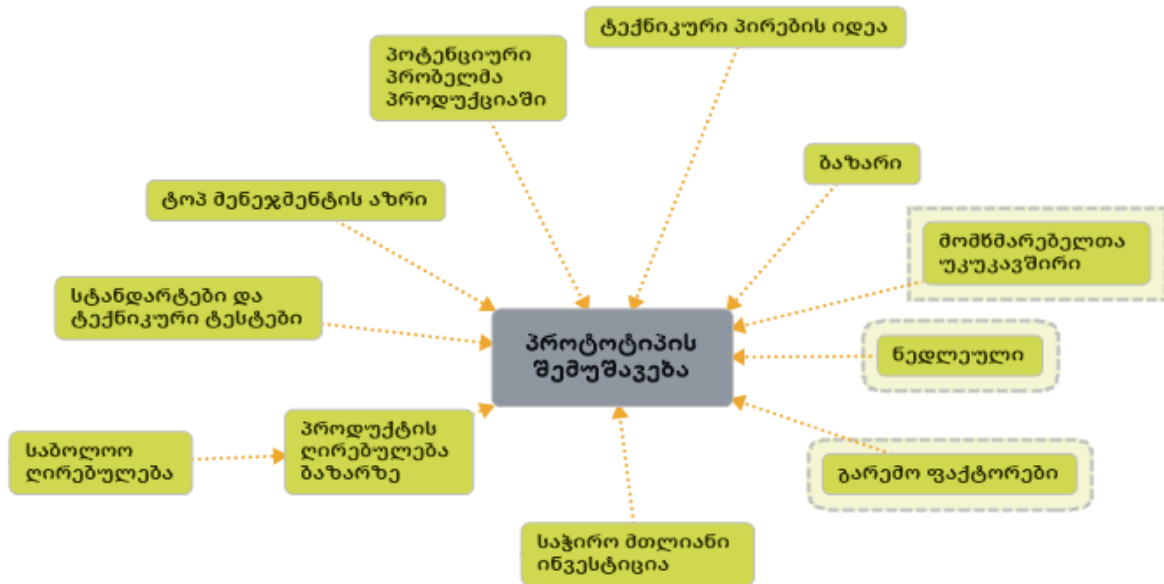 ტექნიკური პირების იდეა
პოტენციური
პრობელმა
პროდუქციაში
ბაზარი
ტოპ მენეჯმენტის აზრი
მომხმარებელთა
უკუკავშირი
სტანდარტები და
ტექნიკური ტესტები
პროტოტიპის
შემუშავება
ნედლეული
პროდუქტის
ღირებულება
ბაზარზე
საბოლოო
ღირებულება
გარემო ფაქტორები
საჭირო მთლიანი
ინვესტიცია